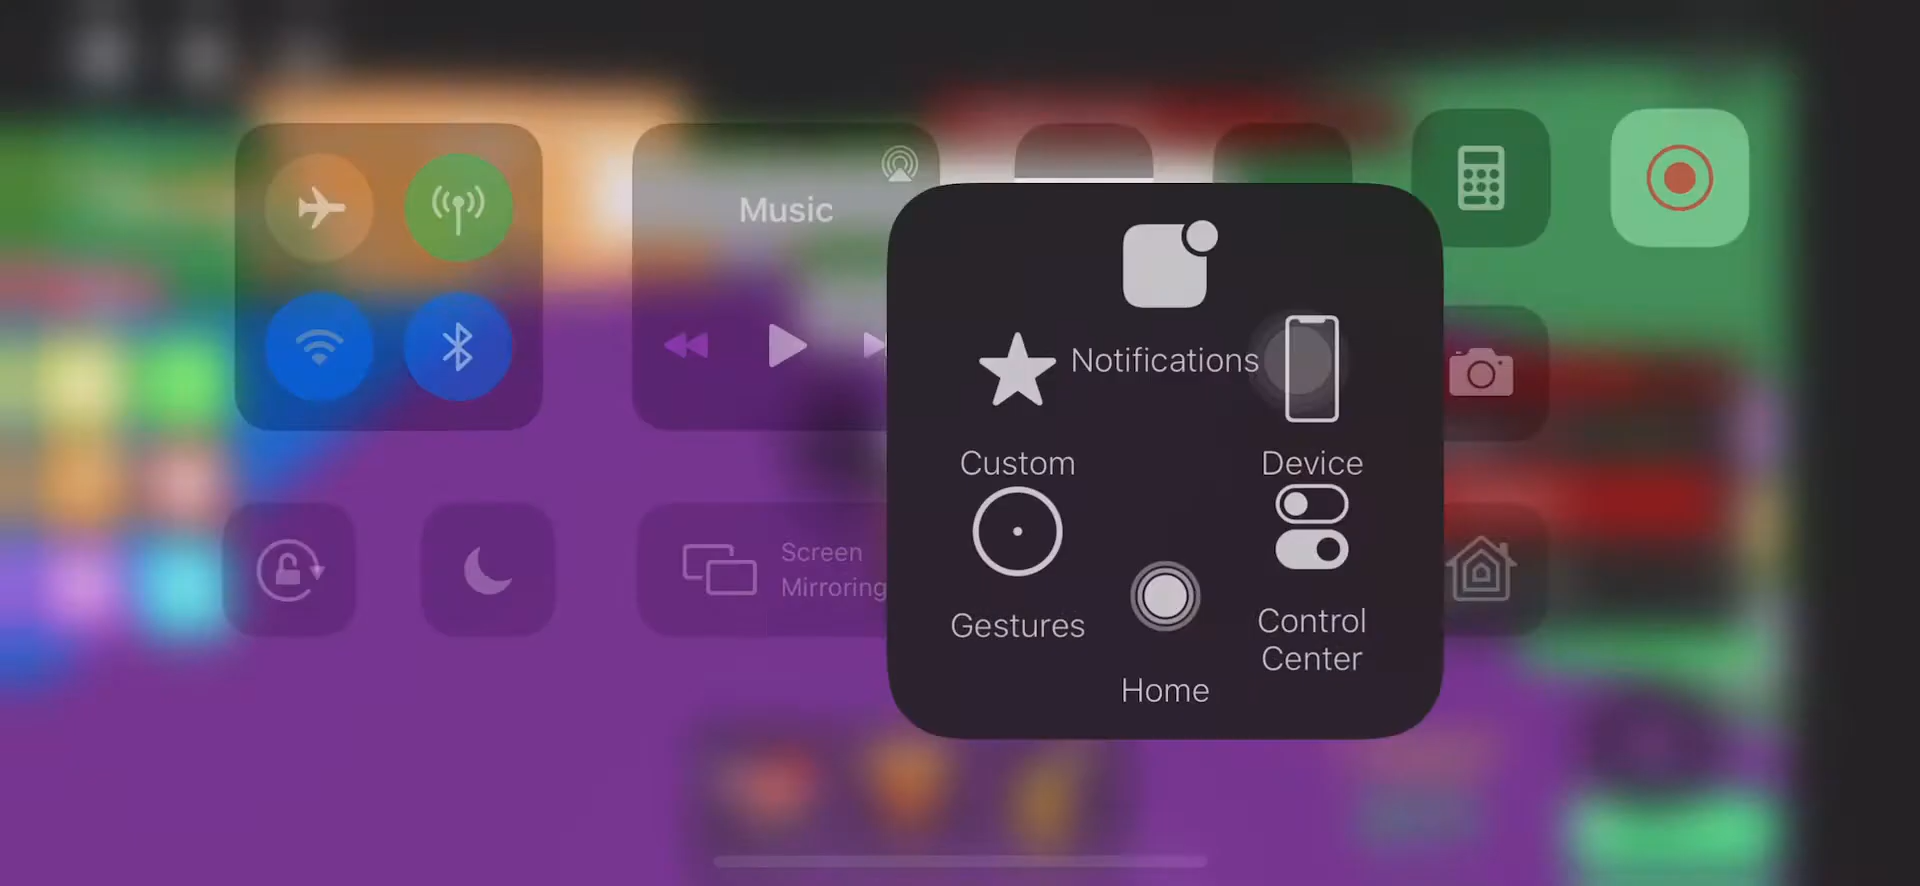 Music
Notifications
Custom
Device
Screen
Mirroring
Gestures
Control
Center
Home